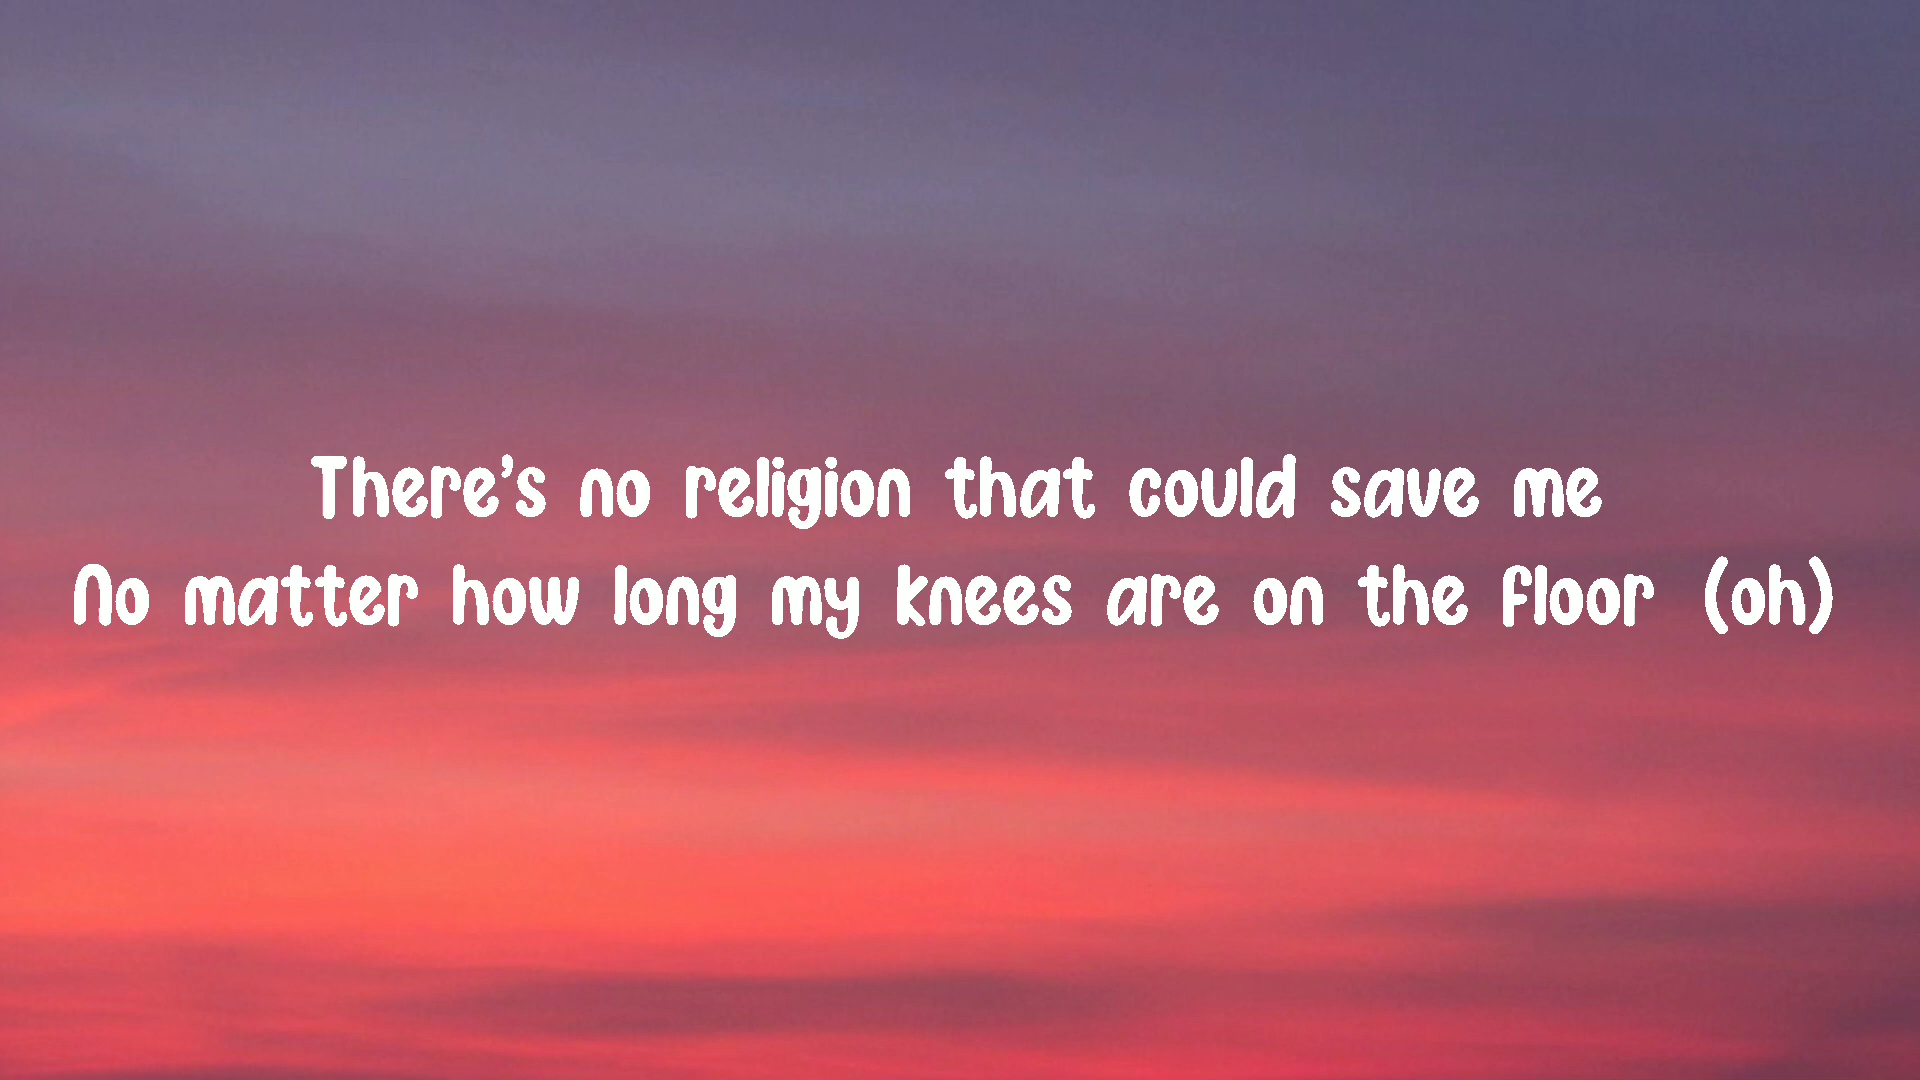 There's no religion that could save me
No matter how long my knees are on the floor (oh)